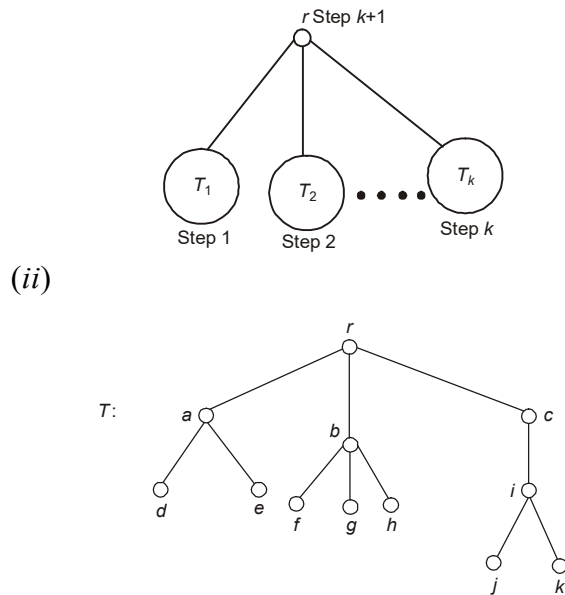 r Step k+1
T1 T2 Tk
Step 1 Step 2 Step k
(ii)
r
T: a b c
d e f g h i
j k